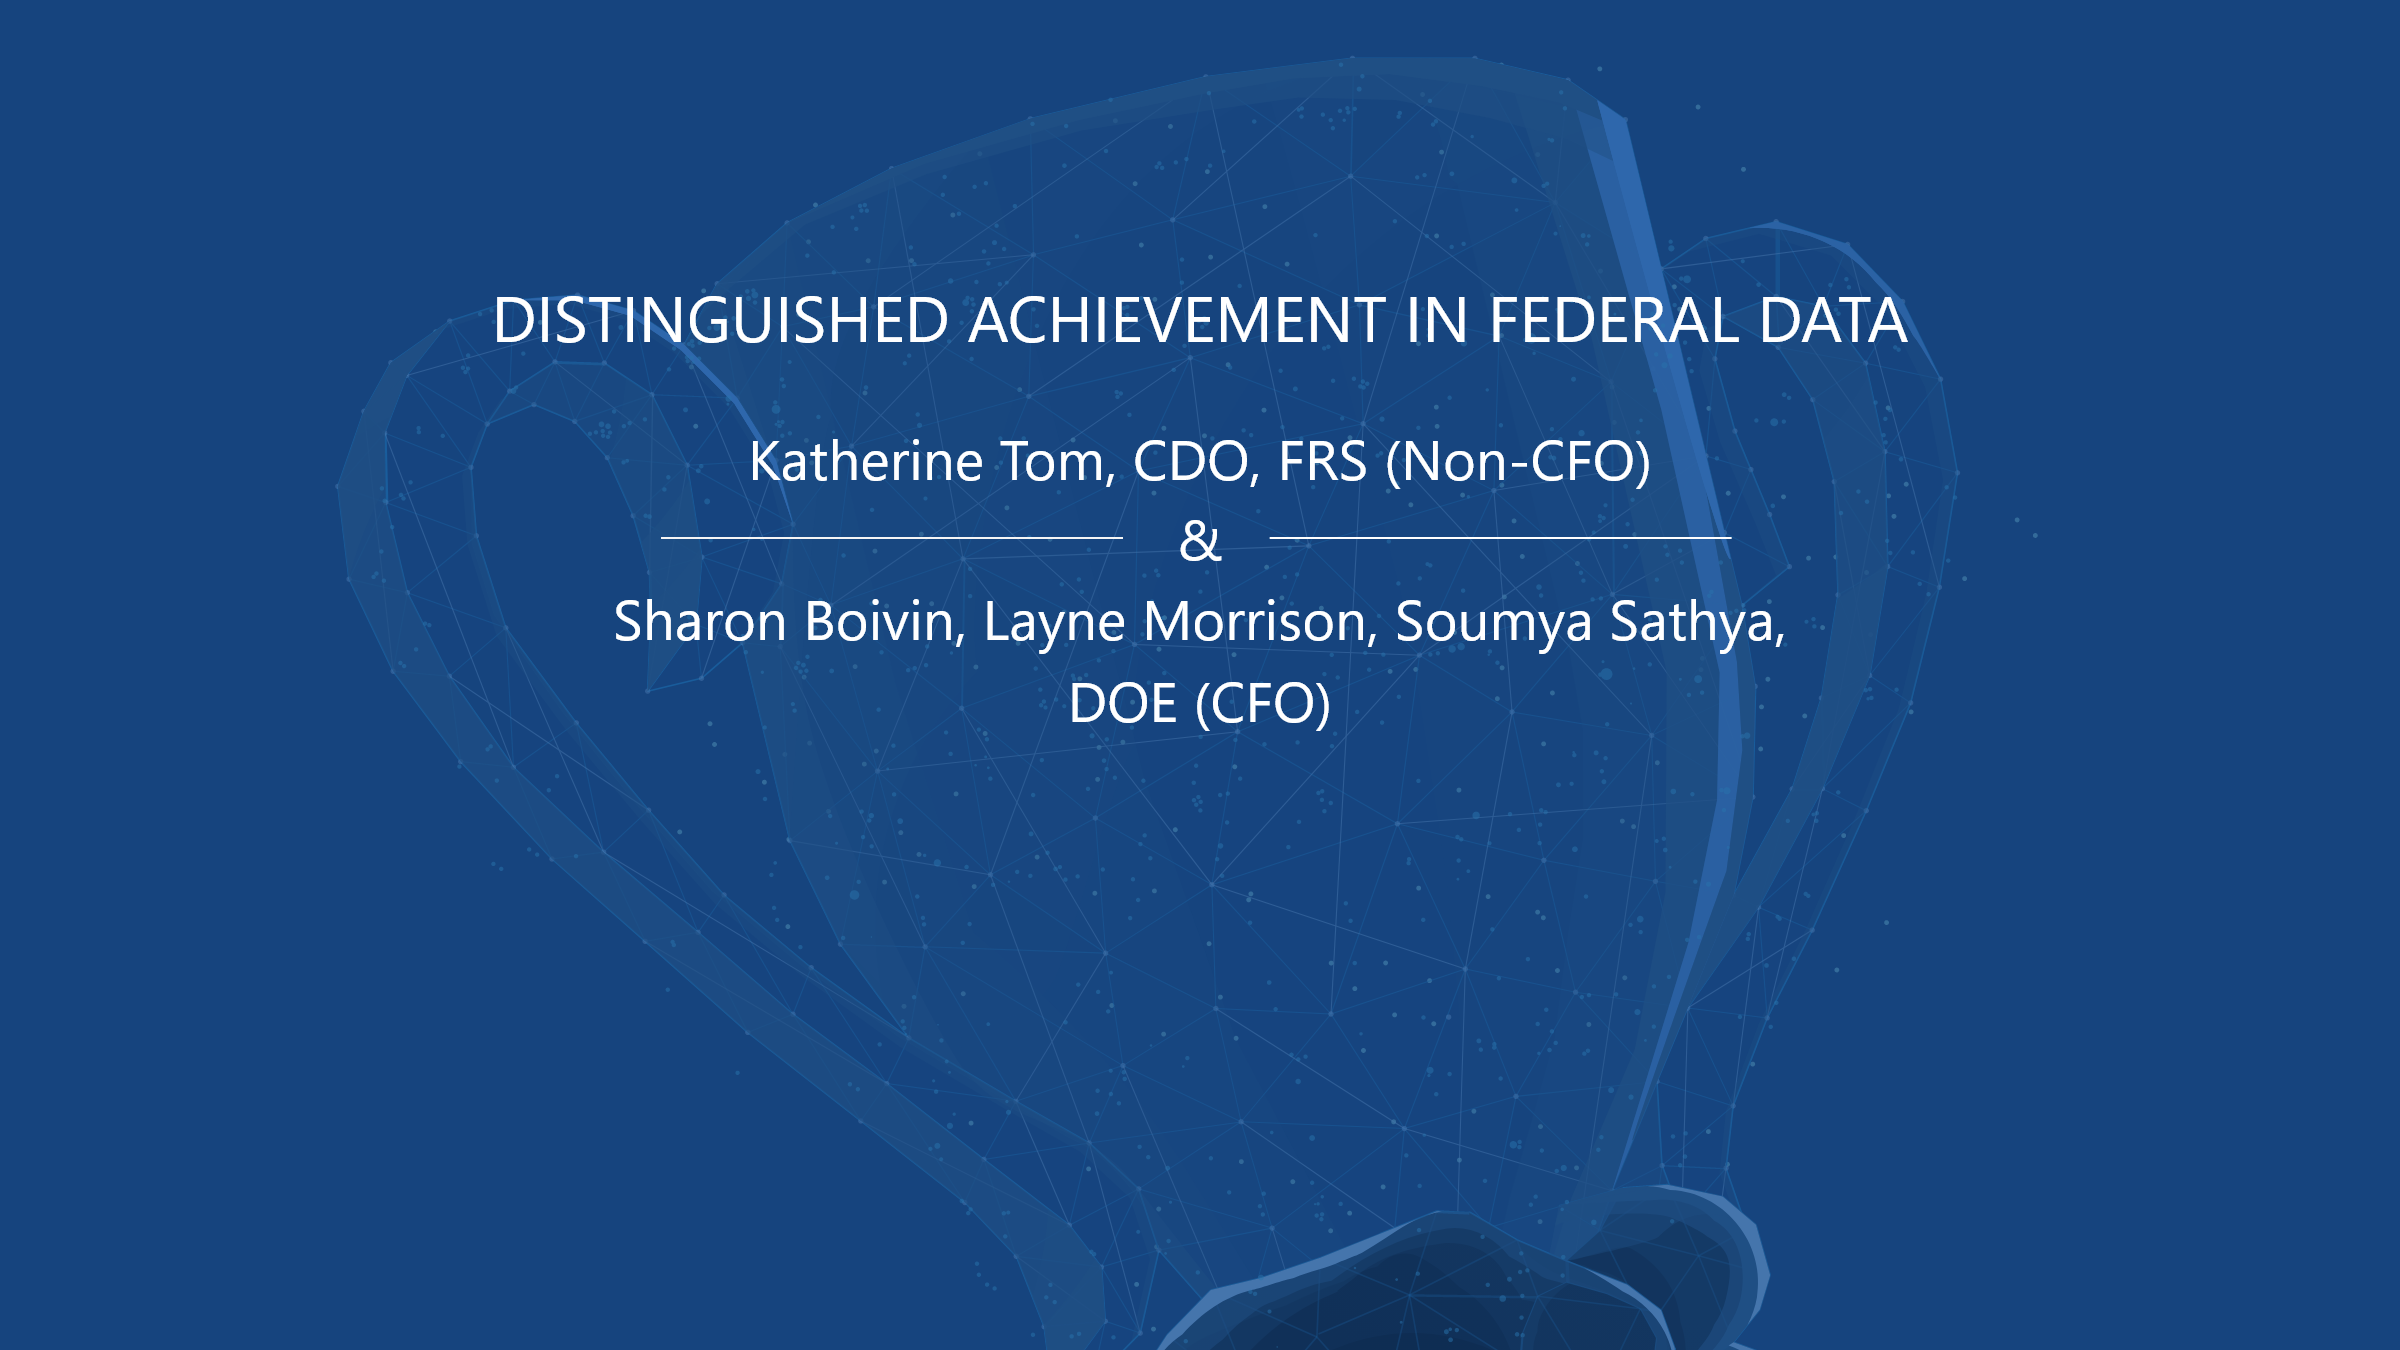 DISTINGUISHED ACHIEVEMENT IN FEDERAL DATA
Katherine Tom, CDO, FRS (Non-CFO)
&
Sharon Boivin, Layne Morrison, Soumya Sathya,
DOE (CFO)